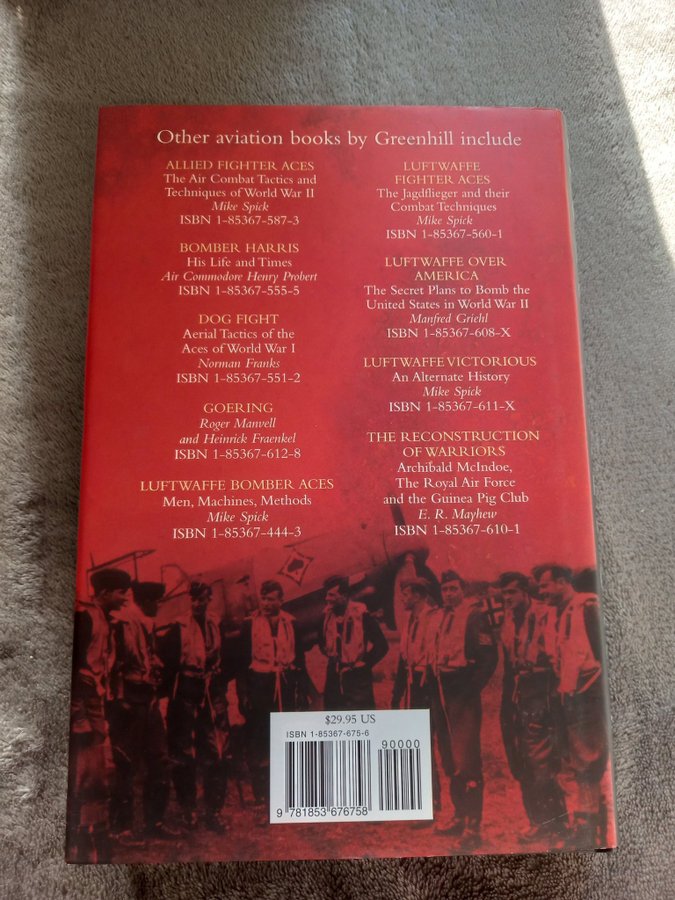 Other aviation books by Greenhill include
ALLIED FIGHTER ACES
The Air Combat Tactics and
Techniques of World War II
Mike Spick
ISBN 1-85367-587-3
BOMBER HARRIS
His Life and Times
Air Commodore Henry Probert
ISBN 1-85367-555-5
DOG FIGHT
Aerial Tactics of the
Aces of World War I
Norman Franks
ISBN 1-85367-551-2
GOERING
Roger Manvell
and Heinrick Fraenkel
ISBN 1-85367-612-8
LUFTWAFFE BOMBER ACES
Men, Machines, Methods
Mike Spick
ISBN 1-85367-444-3
LUFTWAFFE
FIGHTER ACES
The Jagdflieger and their
Combat Techniques
Mike Spick
ISBN 1-85367-560-1
LUFTWAFFE OVER
AMERICA
The Secret Plans to Bomb the
United States in World War II
Manfred Griehl
ISBN 1-85367-608-X
LUFTWAFFE VICTORIOUS
An Alternate History
Mike Spick
ISBN 1-85367-611-X
THE RECONSTRUCTION
OF WARRIORS
Archibald McIndoe,
The Royal Air Force
and the Guinea Pig Club
E. R. Mayhew
ISBN 1-85367-610-1
$29.95 US
ISBN 1-85367-675-6
90000
9 781853 676758